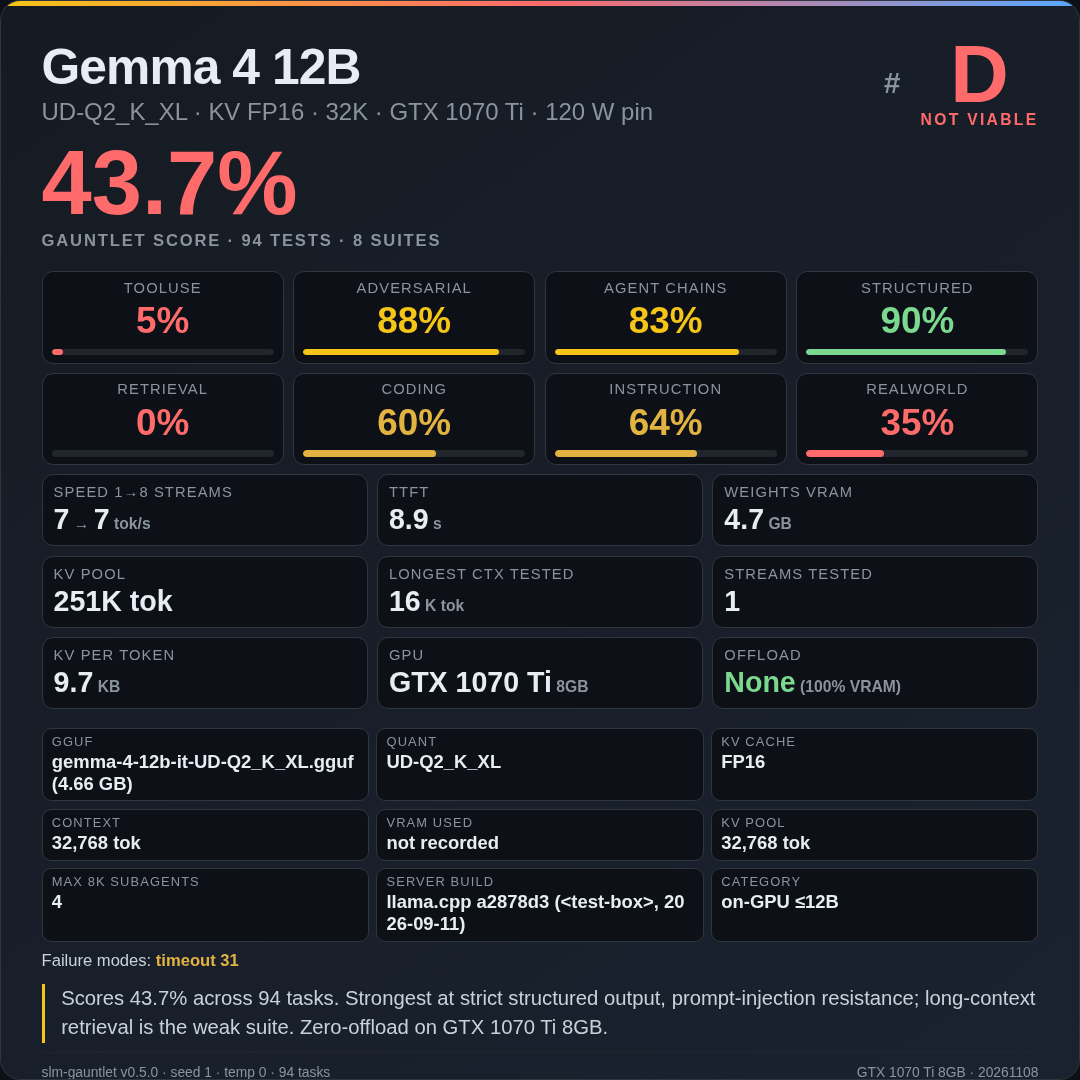 Gemma 4 12B
# D
UD-Q2_K_XL · KV FP16 · 32K · GTX 1070 Ti · 120 W pin
NOT VIABLE
43.7%
GAUNTLET SCORE · 94 TESTS · 8 SUITES
TOOLUSE
5%
ADVERSARIAL
88%
AGENT CHAINS
83%
STRUCTURED
90%
RETRIEVAL
0%
CODING
60%
INSTRUCTION
64%
REALWORLD
35%
SPEED 1→8 STREAMS
7 → 7 tok/s
TTFT
8.9 s
WEIGHTS VRAM
4.7 GB
KV POOL
251K tok
LONGEST CTX TESTED
16 K tok
STREAMS TESTED
1
KV PER TOKEN
9.7 KB
GPU
GTX 1070 Ti 8GB
OFFLOAD
None (100% VRAM)
GGUF
gemma-4-12b-it-UD-Q2_K_XL.gguf
(4.66 GB)
QUANT
UD-Q2_K_XL
KV CACHE
FP16
CONTEXT
32,768 tok
VRAM USED
not recorded
KV POOL
32,768 tok
MAX 8K SUBAGENTS
4
SERVER BUILD
llama.cpp a2878d3 (<test-box>, 20
26-09-11)
CATEGORY
on-GPU ≤12B
Failure modes: timeout 31
Scores 43.7% across 94 tasks. Strongest at strict structured output, prompt-injection resistance; long-context
retrieval is the weak suite. Zero-offload on GTX 1070 Ti 8GB.
slm-gauntlet v0.5.0 · seed 1 · temp 0 · 94 tasks
GTX 1070 Ti 8GB · 20261108